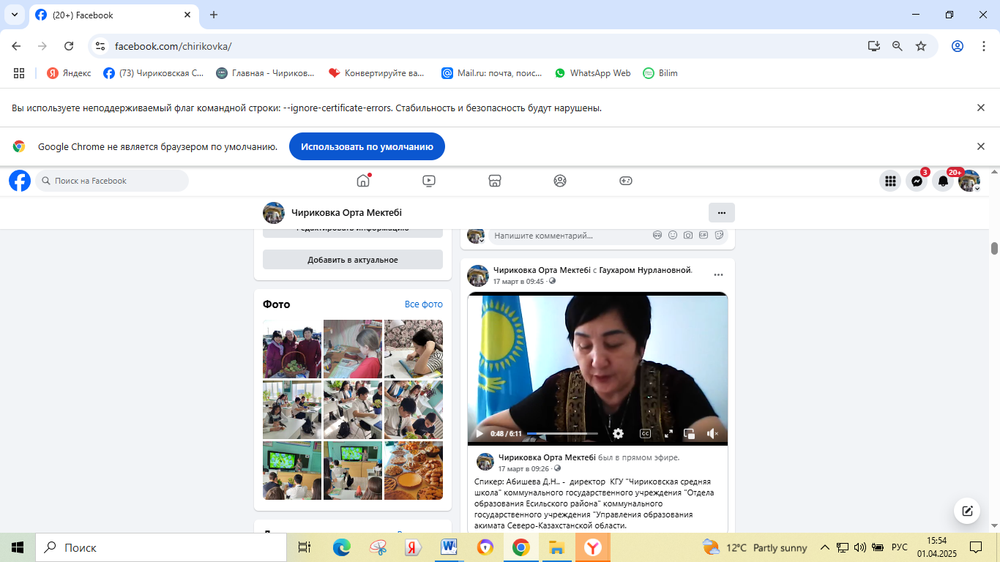 (20+) Facebook
facebook.com/chirikovka/
Яндекс
(73) Чириковская С...
Главная - Чириков...
Конвертируйте ва...
Mail.ru: почта, поис...
WhatsApp Web
Bilim
Вы используете неподдерживаемый флаг командной строки: --ignore-certificate-errors. Стабильность и безопасность будут нарушены.
Google Chrome не является браузером по умолчанию.
Использовать по умолчанию
Поиск на Facebook
3
20+
Чириковка Орта Мектебі
Редактировать информацию
Добавить в актуальное
Фото
Все фото
Напишите комментарий...
GIF
Чириковка Орта Мектебі с Гаухаром Нурлановной.
17 март в 09:45 ·
0:48 / 6:11
CC
Чириковка Орта Мектебі был в прямом эфире.
17 март в 09:26 ·
Спикер: Абишева Д.Н.. - директор КГУ "Чириковская средняя
школа" коммунального государственного учреждения "Отдела
образования Есильского района" коммунального
государственного учреждения "Управления образования
акимата Северо-Казахстанской области.
Поиск
12°C Partly sunny
РУС
15:54
01.04.2025